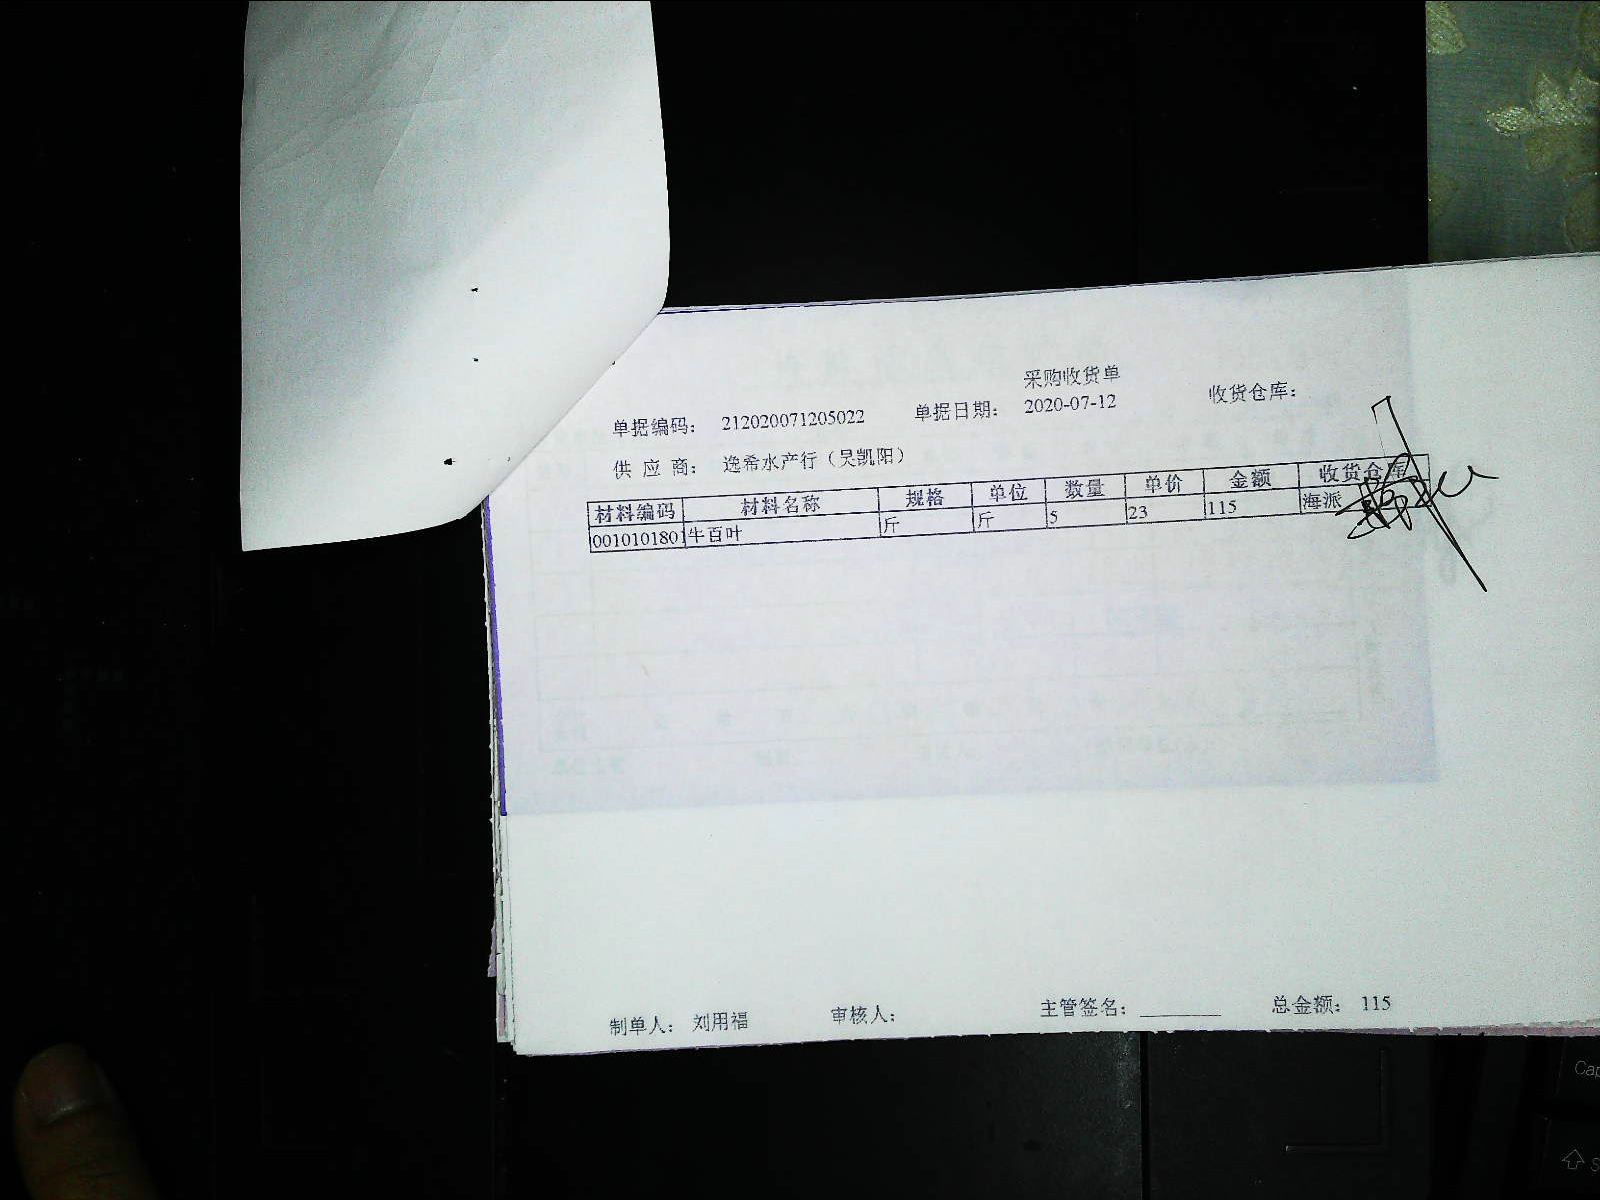 采购收货单
单据编码： 212020071205022 单据日期： 2020-07-12 收货仓库：
供 应 商： 逸希水产行（吴凯阳）
材料编码 材料名称 规格 单位 数量 单价 金额 收货仓库
0010101801 牛百叶 斤 斤 5 23 115 海派
制单人： 刘用福 审核人： 主管签名： 总金额： 115